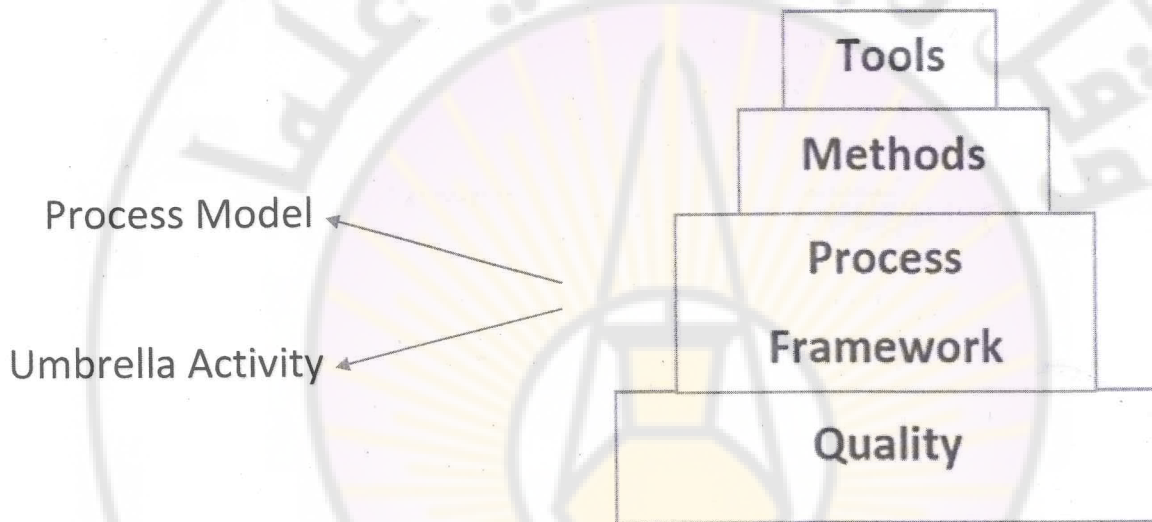 Tools
Methods
Process Model
Process
Framework
Umbrella Activity
Quality